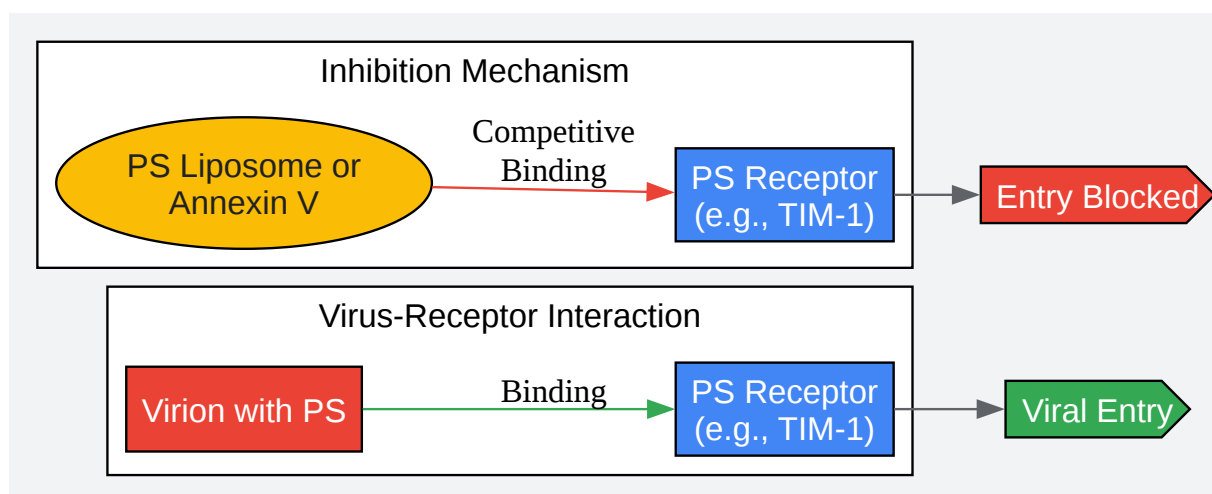 Inhibition Mechanism
Competitive
Binding
PS Liposome or
Annexin V
PS Receptor
(e.g., TIM-1)
Entry Blocked
Virus-Receptor Interaction
Virion with PS
Binding
PS Receptor
(e.g., TIM-1)
Viral Entry